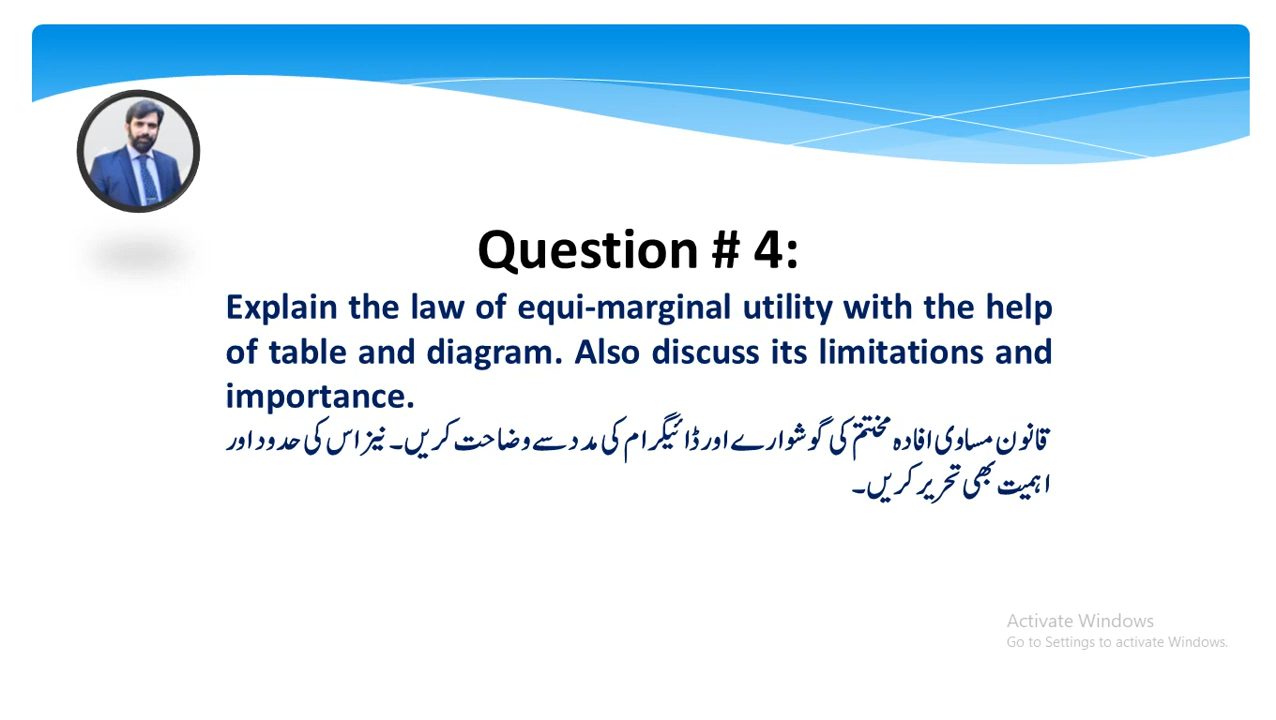 Question # 4:
Explain the law of equi-marginal utility with the help
of table and diagram. Also discuss its limitations and
importance.
قانون مساوی افادہ مختتم کی گوشوارے اور ڈائیگرام کی مدد سے وضاحت کریں۔ نیز اس کی حدود اور
اہمیت بھی تحریر کریں۔
Activate Windows
Go to Settings to activate Windows.